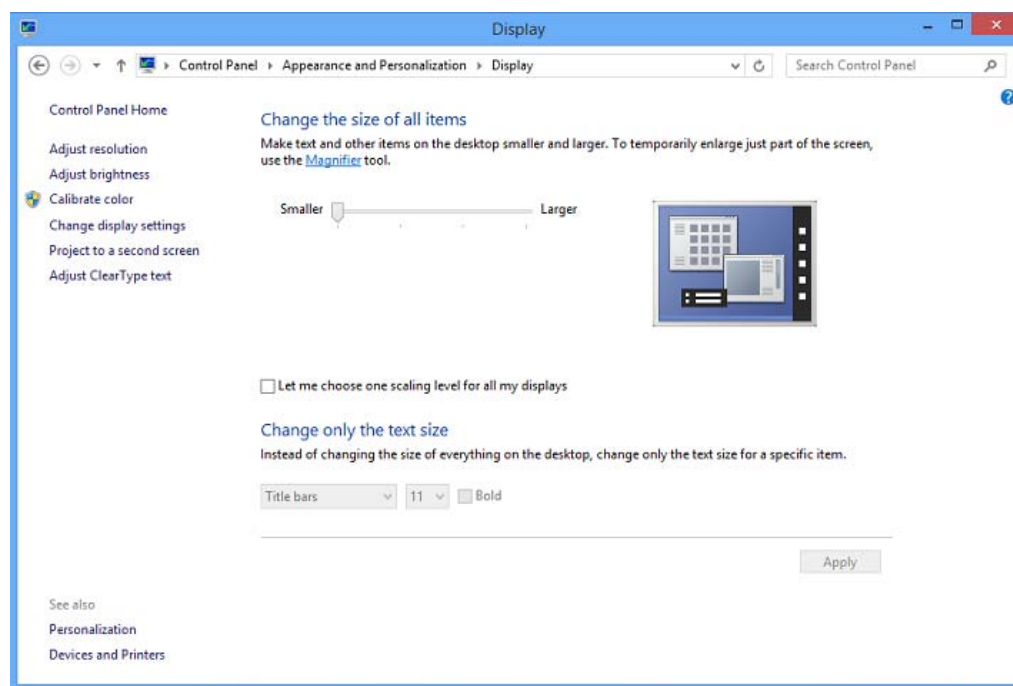 Display
Control Panel Appearance and Personalization Display
Search Control Panel
Control Panel Home
Adjust resolution
Adjust brightness
Calibrate color
Change display settings
Project to a second screen
Adjust ClearType text
Change the size of all items
Make text and other items on the desktop smaller and larger. To temporarily enlarge just part of the screen,
use the Magnifier tool.
Smaller Larger
Let me choose one scaling level for all my displays
Change only the text size
Instead of changing the size of everything on the desktop, change only the text size for a specific item.
Title bars 11 Bold
Apply
See also
Personalization
Devices and Printers